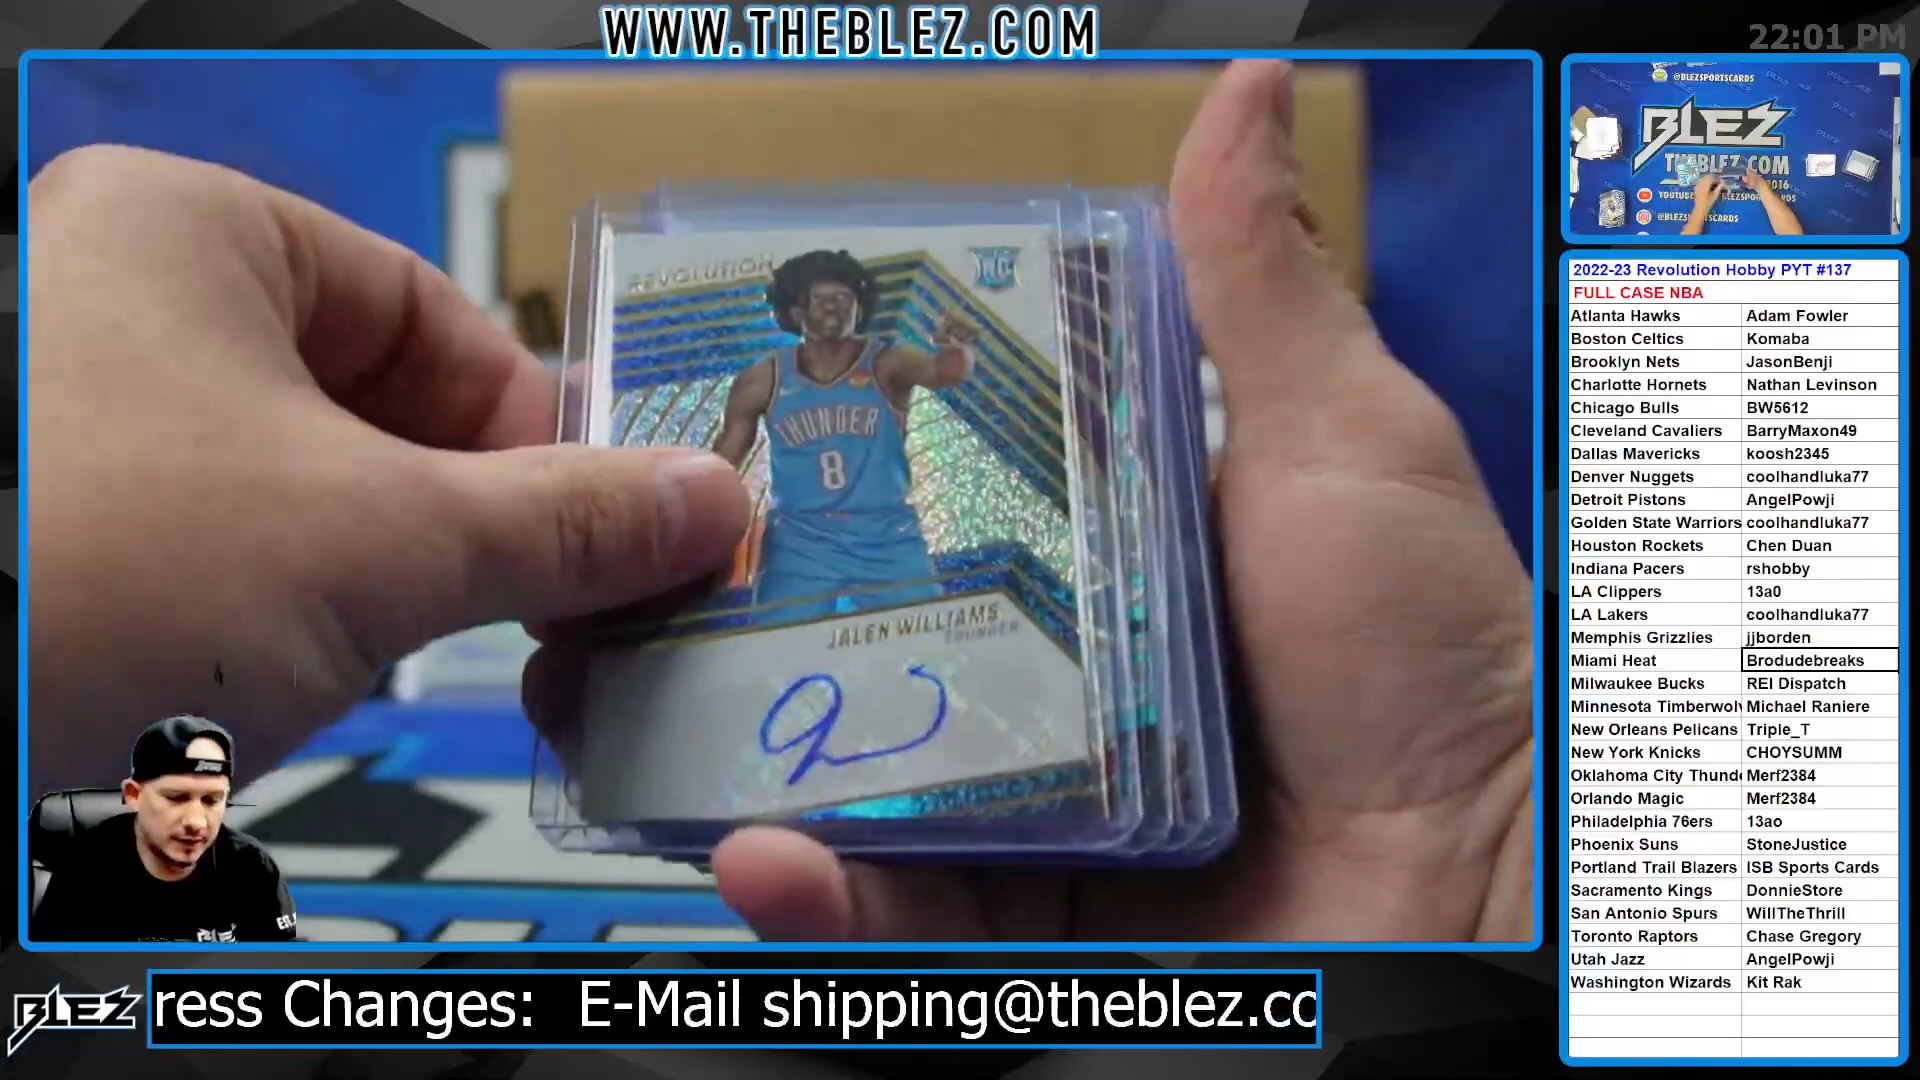 WWW.THEBLEZ.COM
22:01 PM
@BLEZSPORTSCARDS
BLEZ
THEBLEZ.COM
2016
@BLEZSPORTSCARDS
REVOLUTION
RC
THUNDER
8
JALEN WILLIAMS
THUNDER
2022-23 Revolution Hobby PYT #137
FULL CASE NBA
Atlanta Hawks Adam Fowler
Boston Celtics Komaba
Brooklyn Nets JasonBenji
Charlotte Hornets Nathan Levinson
Chicago Bulls BW5612
Cleveland Cavaliers BarryMaxon49
Dallas Mavericks koosh2345
Denver Nuggets coolhandluka77
Detroit Pistons AngelPowji
Golden State Warriors coolhandluka77
Houston Rockets Chen Duan
Indiana Pacers rshobby
LA Clippers 13a0
LA Lakers coolhandluka77
Memphis Grizzlies jjborden
Miami Heat Brodudebreaks
Milwaukee Bucks REI Dispatch
Minnesota Timberwolv Michael Raniere
New Orleans Pelicans Triple_T
New York Knicks CHOYSUMM
Oklahoma City Thund Merf2384
Orlando Magic Merf2384
Philadelphia 76ers 13ao
Phoenix Suns StoneJustice
Portland Trail Blazers ISB Sports Cards
Sacramento Kings DonnieStore
San Antonio Spurs WillTheThrill
Toronto Raptors Chase Gregory
Utah Jazz AngelPowji
Washington Wizards Kit Rak
BLEZ
ress Changes: E-Mail shipping@theblez.co